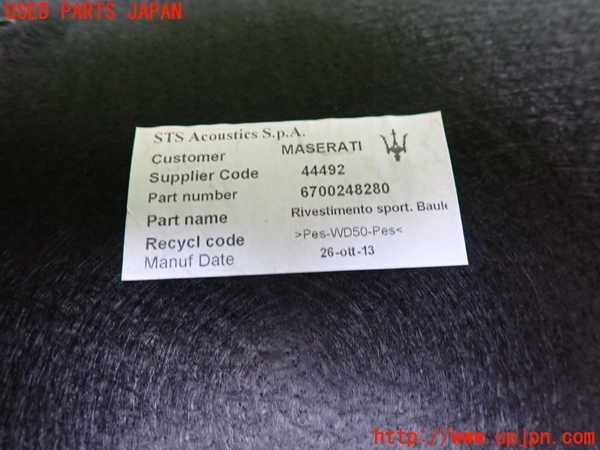 USED PARTS JAPAN
STS Acoustics S.p.A.
Customer MASERATI
Supplier Code 44492
Part number 6700248280
Part name Rivestimento sport. Baule
Recycl code >Pes-WD50-Pes<
Manuf Date 26-ott-13
http://www.upjpn.com/